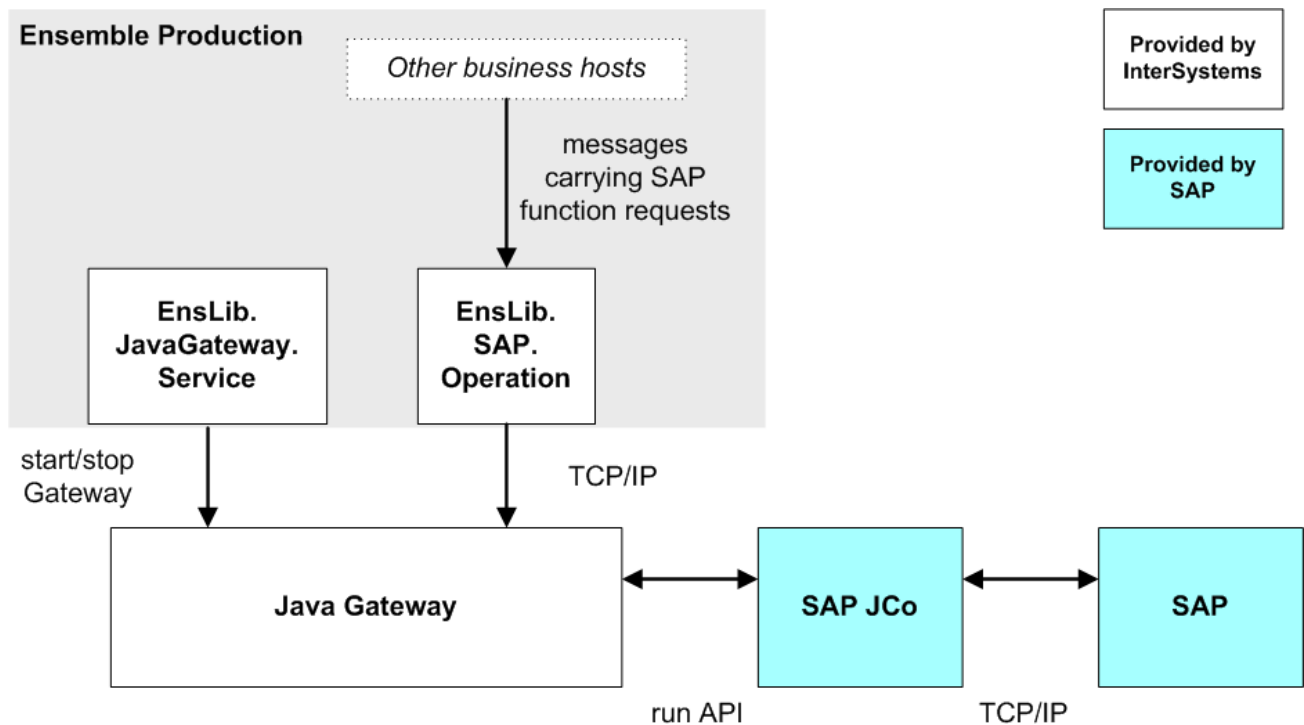 Ensemble Production
Other business hosts
messages
carrying SAP
function requests
EnsLib.
JavaGateway.
Service
EnsLib.
SAP.
Operation
start/stop
Gateway
TCP/IP
Java Gateway
SAP JCo
SAP
run API
TCP/IP
Provided by
InterSystems
Provided by
SAP